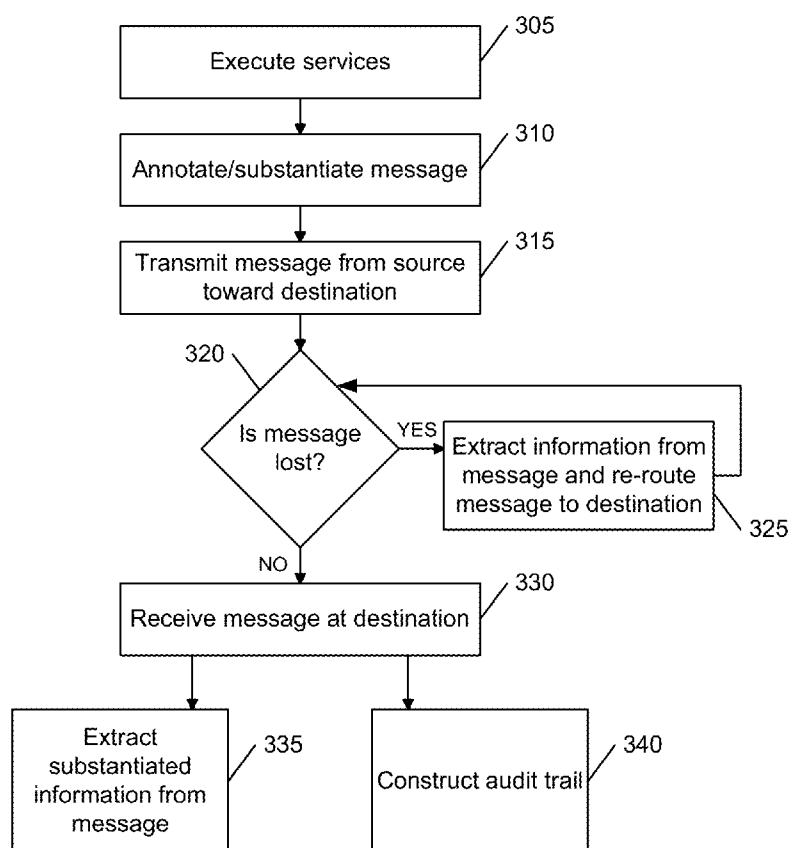 305
Execute services
310
Annotate/substantiate message
315
Transmit message from source
toward destination
320
Is message
lost?
YES
Extract information from
message and re-route
message to destination
325
NO
330
Receive message at destination
Extract
substantiated
information from
message
335
Construct audit trail
340